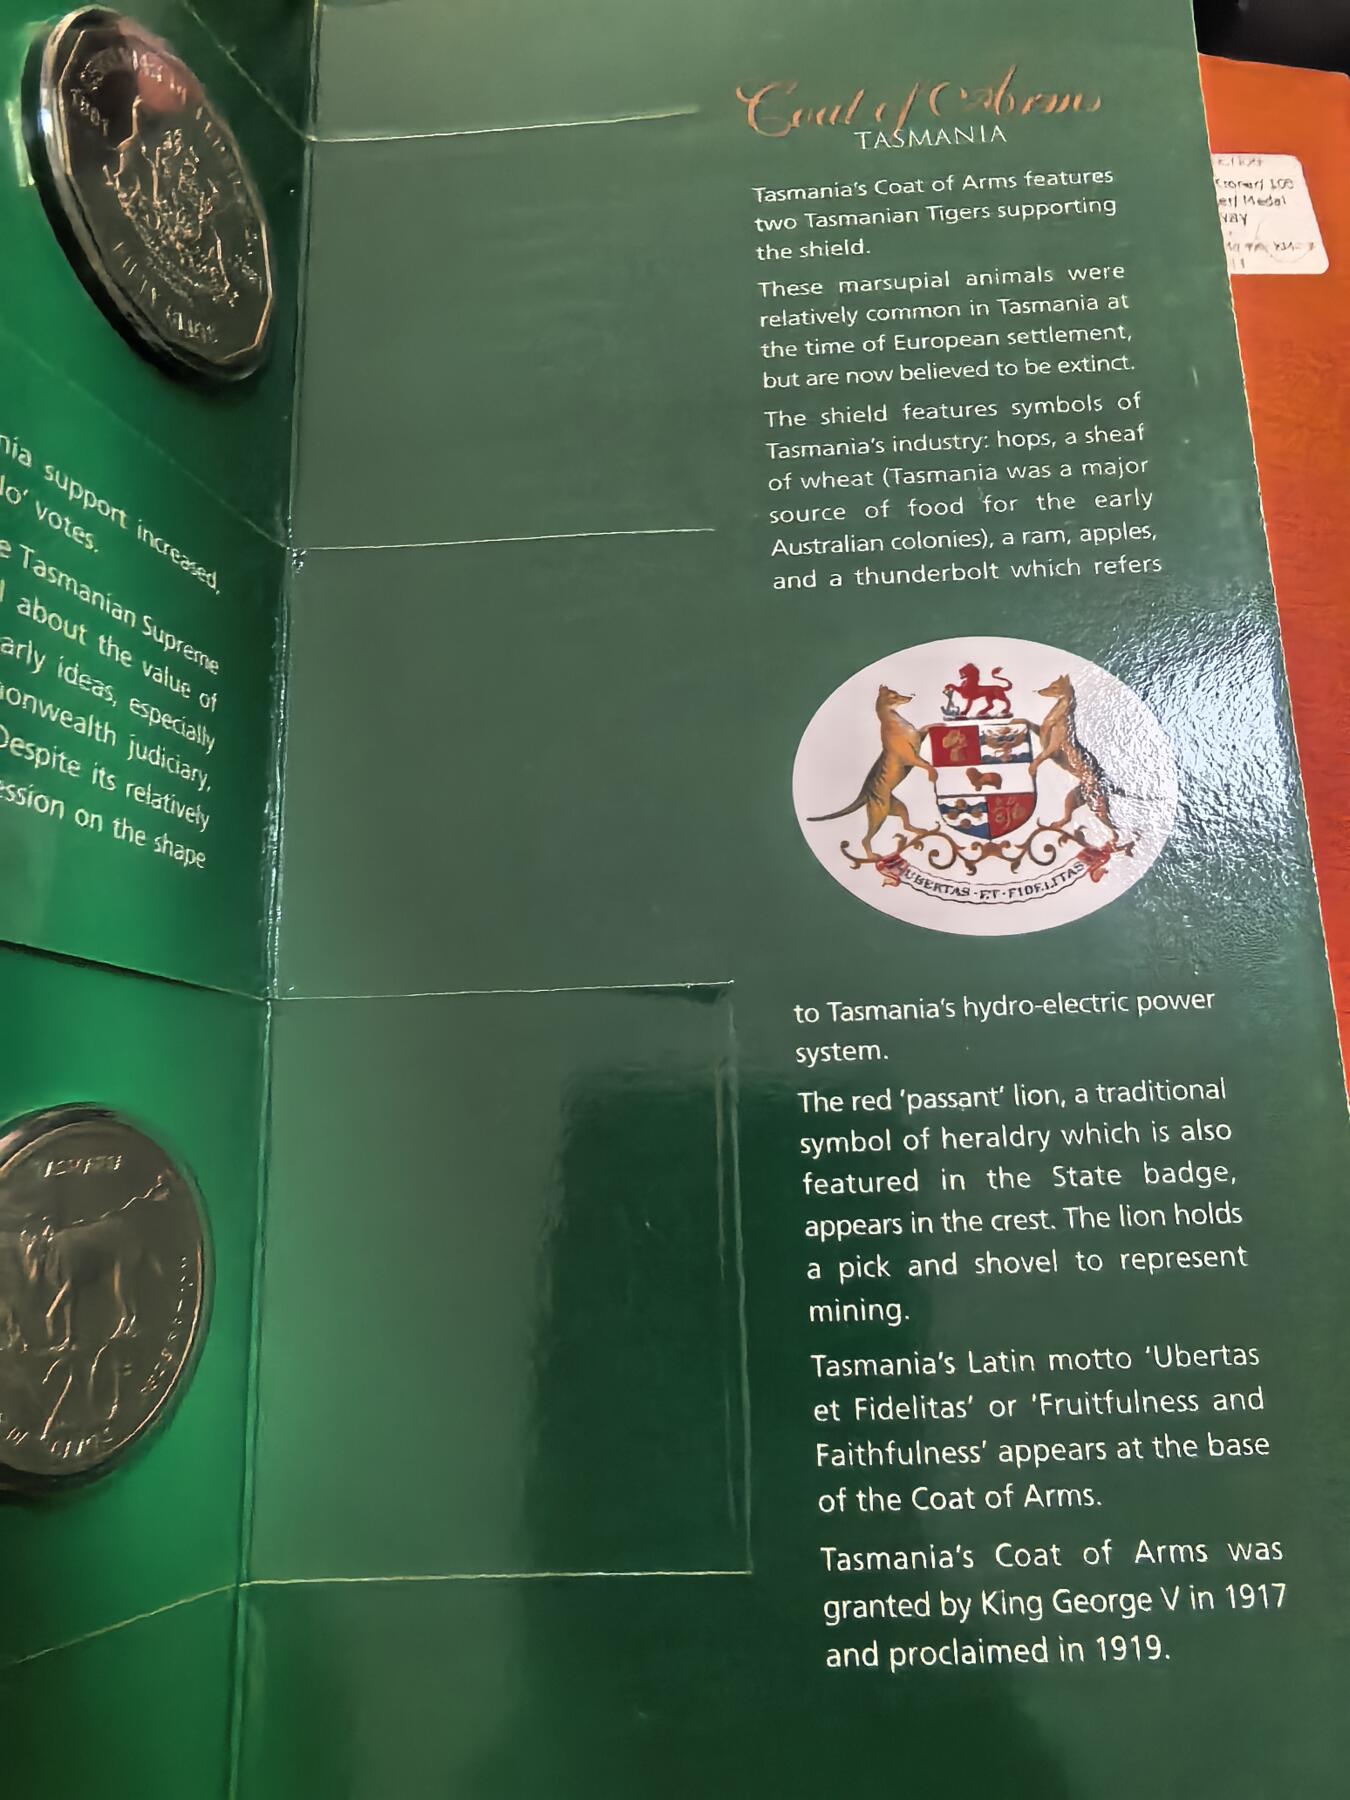 Coat of Arms
TASMANIA
Tasmania's Coat of Arms features
two Tasmanian Tigers supporting
the shield.
These marsupial animals were
relatively common in Tasmania at
the time of European settlement,
but are now believed to be extinct.
The shield features symbols of
Tasmania's industry: hops, a sheaf
of wheat (Tasmania was a major
source of food for the early
Australian colonies), a ram, apples,
and a thunderbolt which refers
UBERTAS · ET · FIDELITAS
to Tasmania's hydro-electric power
system.
The red 'passant' lion, a traditional
symbol of heraldry which is also
featured in the State badge,
appears in the crest. The lion holds
a pick and shovel to represent
mining.
Tasmania's Latin motto 'Ubertas
et Fidelitas' or 'Fruitfulness and
Faithfulness' appears at the base
of the Coat of Arms.
Tasmania's Coat of Arms was
granted by King George V in 1917
and proclaimed in 1919.
support increased,
votes.
Tasmanian Supreme
about the value of
ideas, especially
judiciary,
Despite its relatively
on the shape
20
Medal